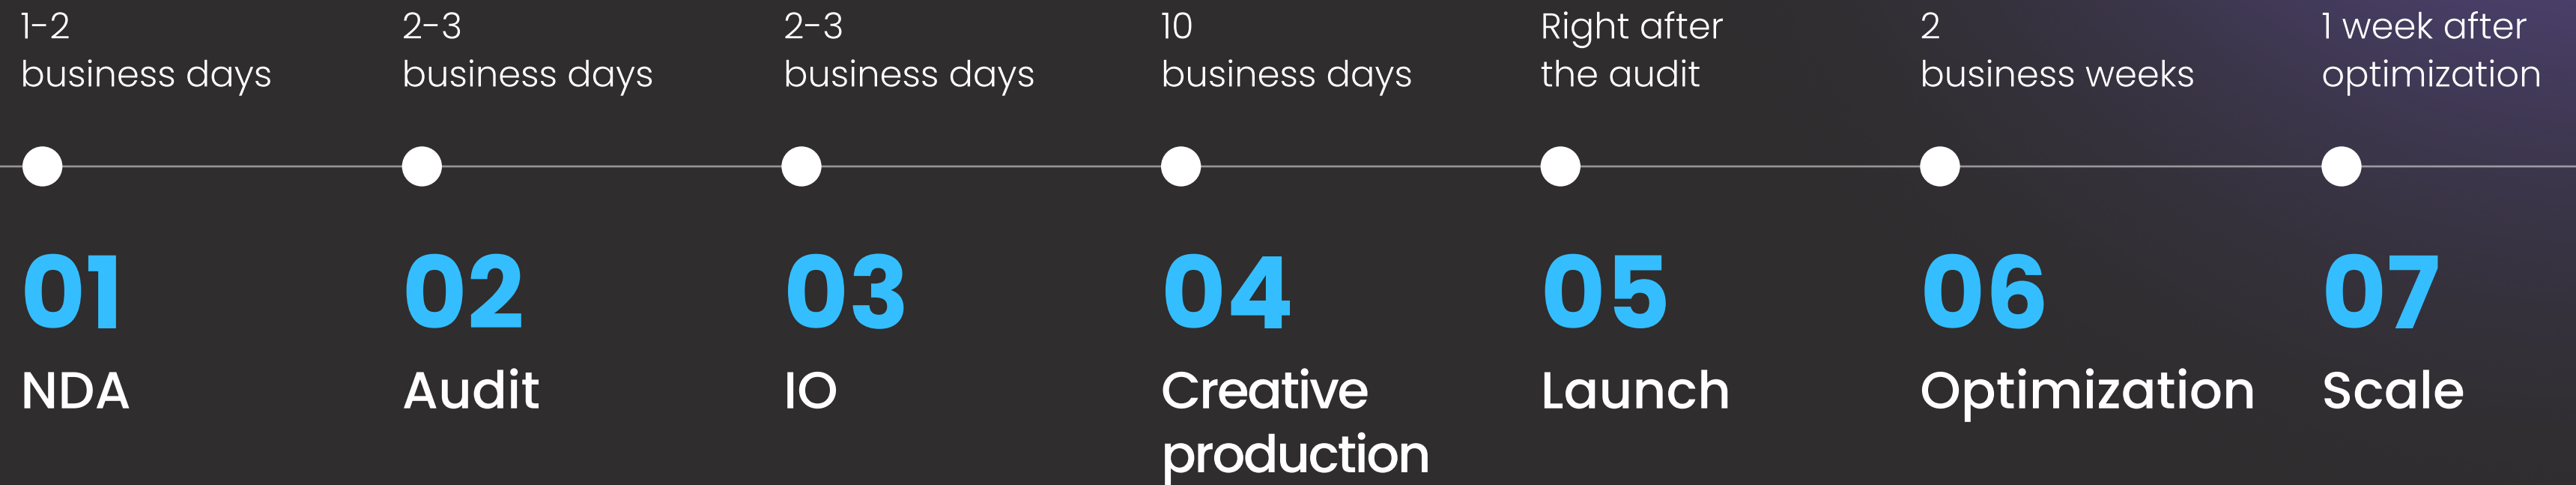 1-2
business days
2-3
business days
2-3
business days
10
business days
Right after
the audit
2
business weeks
1 week after
optimization
01
NDA
02
Audit
03
IO
04
Creative
production
05
Launch
06
Optimization
07
Scale